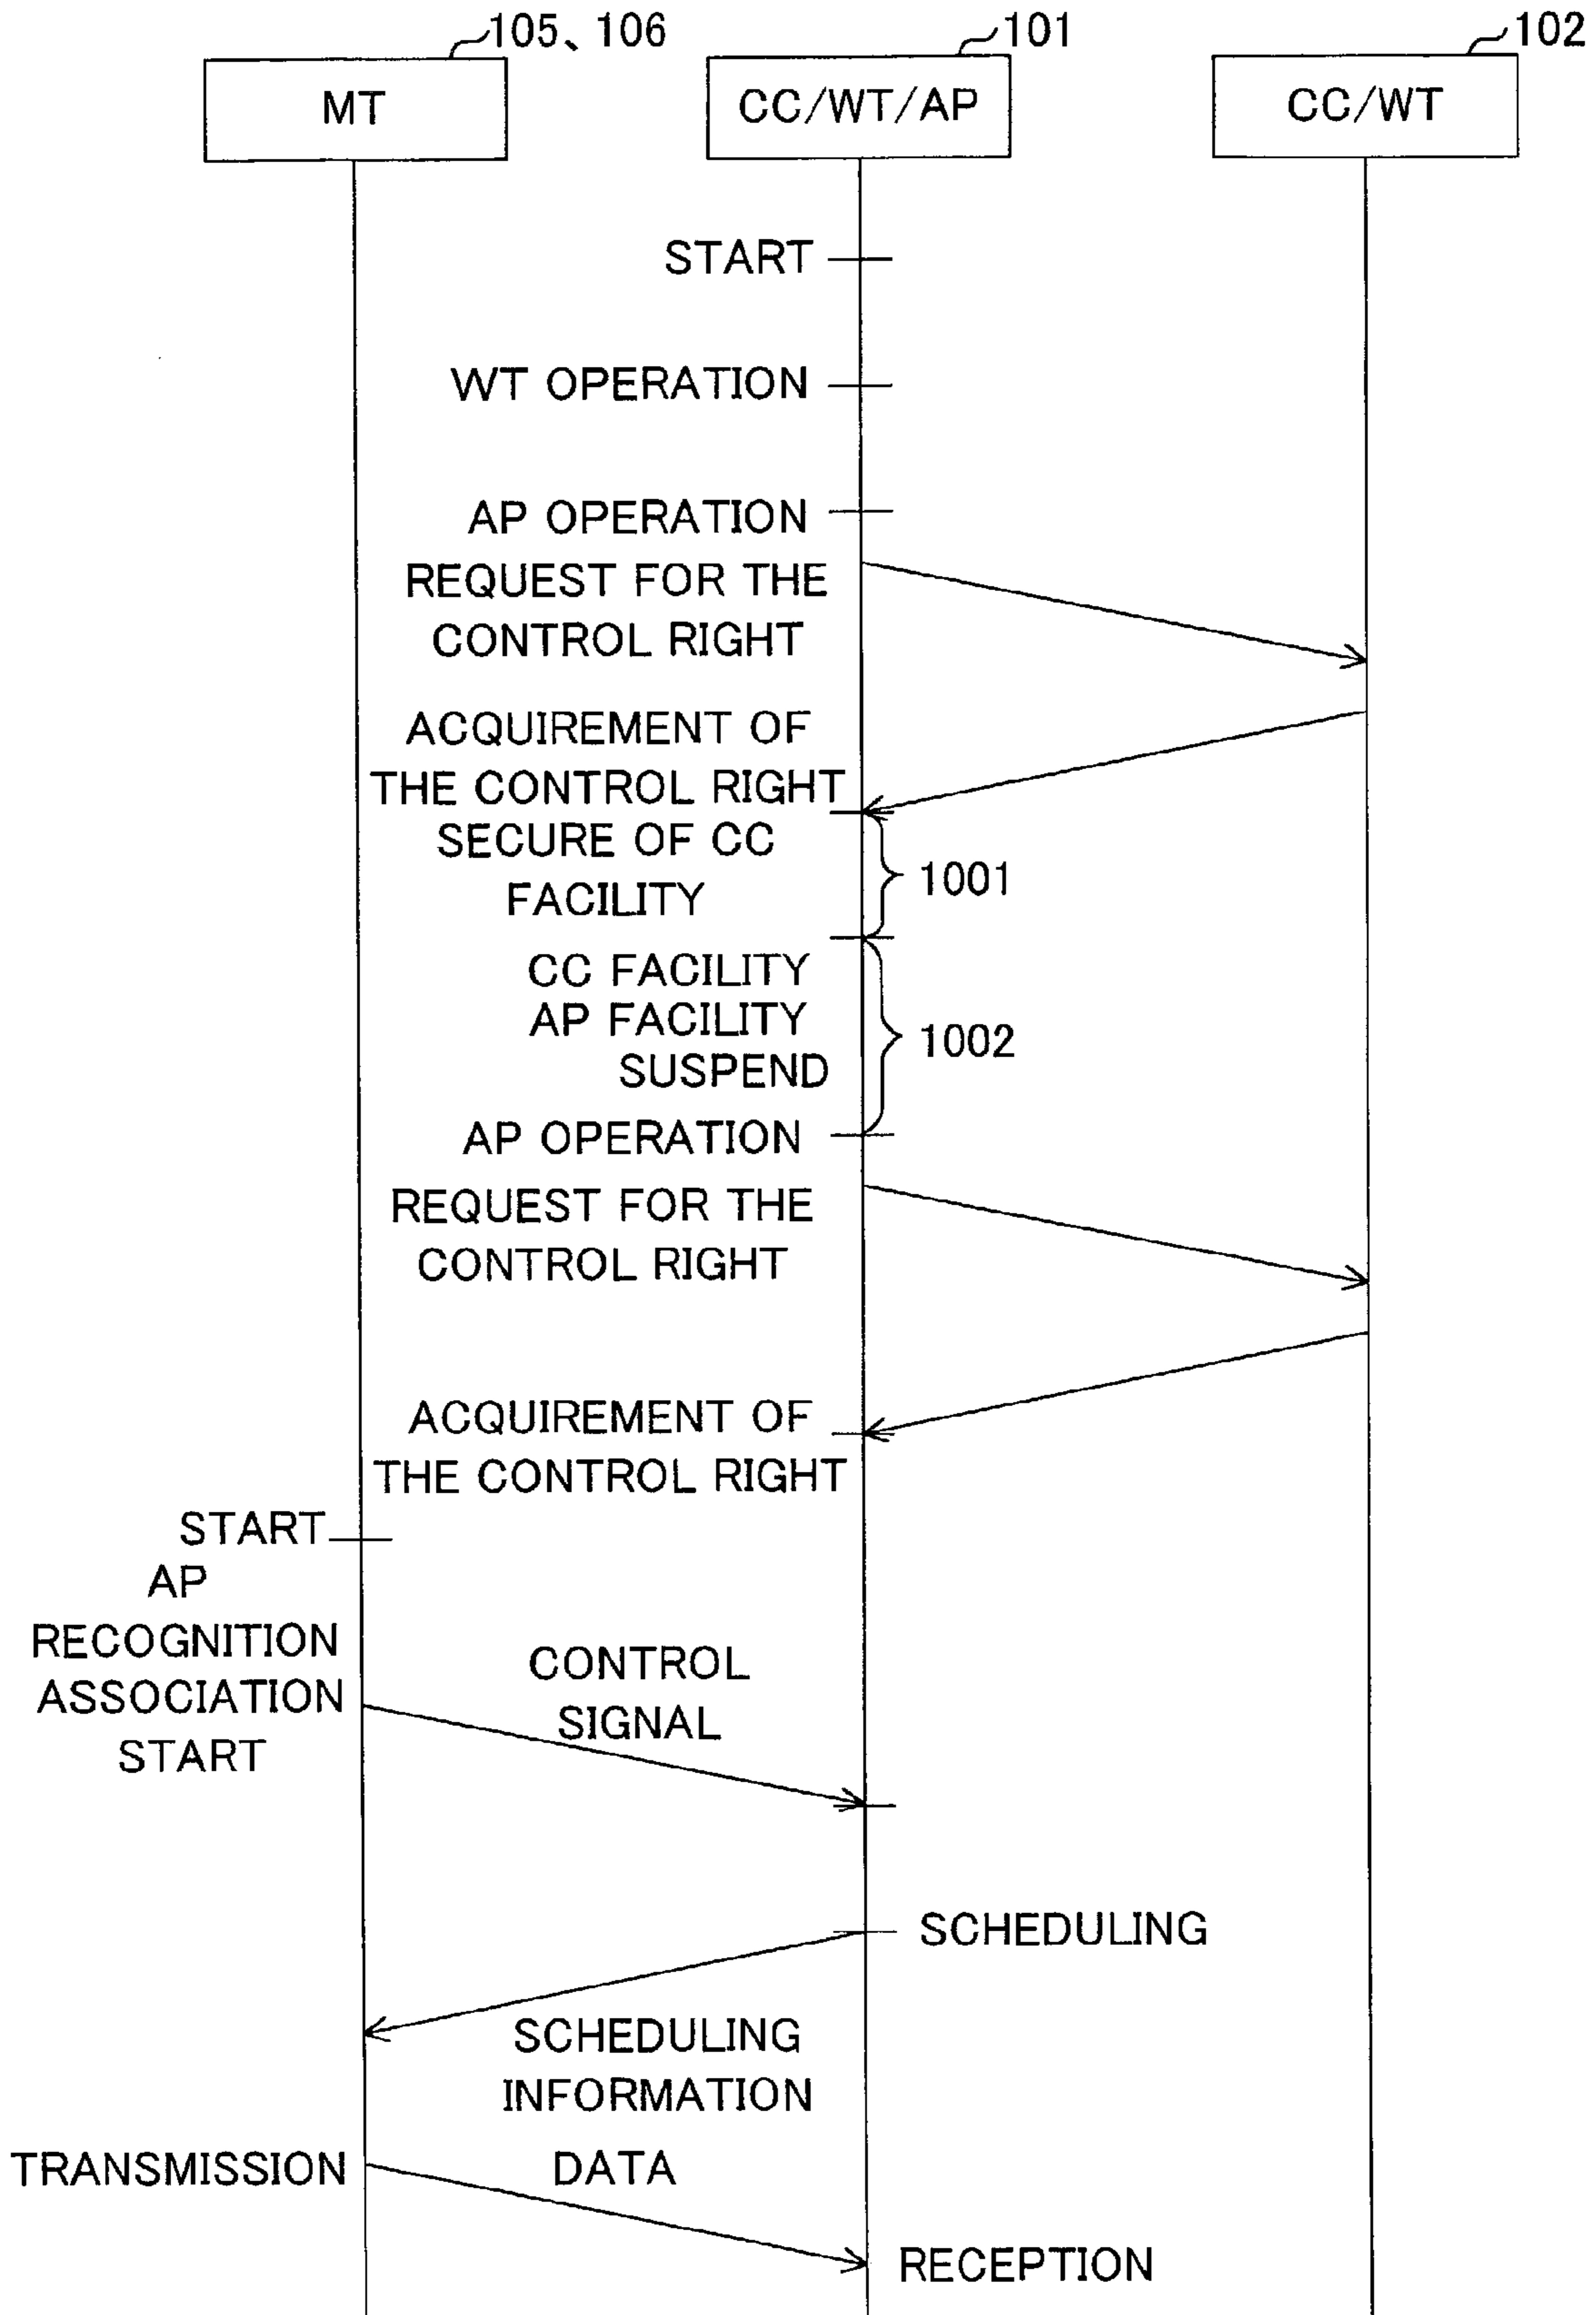 105、106
101
102
MT
CC/WT/AP
CC/WT
START
WT OPERATION
AP OPERATION
REQUEST FOR THE
CONTROL RIGHT
ACQUIREMENT OF
THE CONTROL RIGHT
SECURE OF CC
FACILITY
1001
CC FACILITY
AP FACILITY
SUSPEND
1002
AP OPERATION
REQUEST FOR THE
CONTROL RIGHT
ACQUIREMENT OF
THE CONTROL RIGHT
START
AP
RECOGNITION
ASSOCIATION
START
CONTROL
SIGNAL
SCHEDULING
SCHEDULING
INFORMATION
TRANSMISSION
DATA
RECEPTION